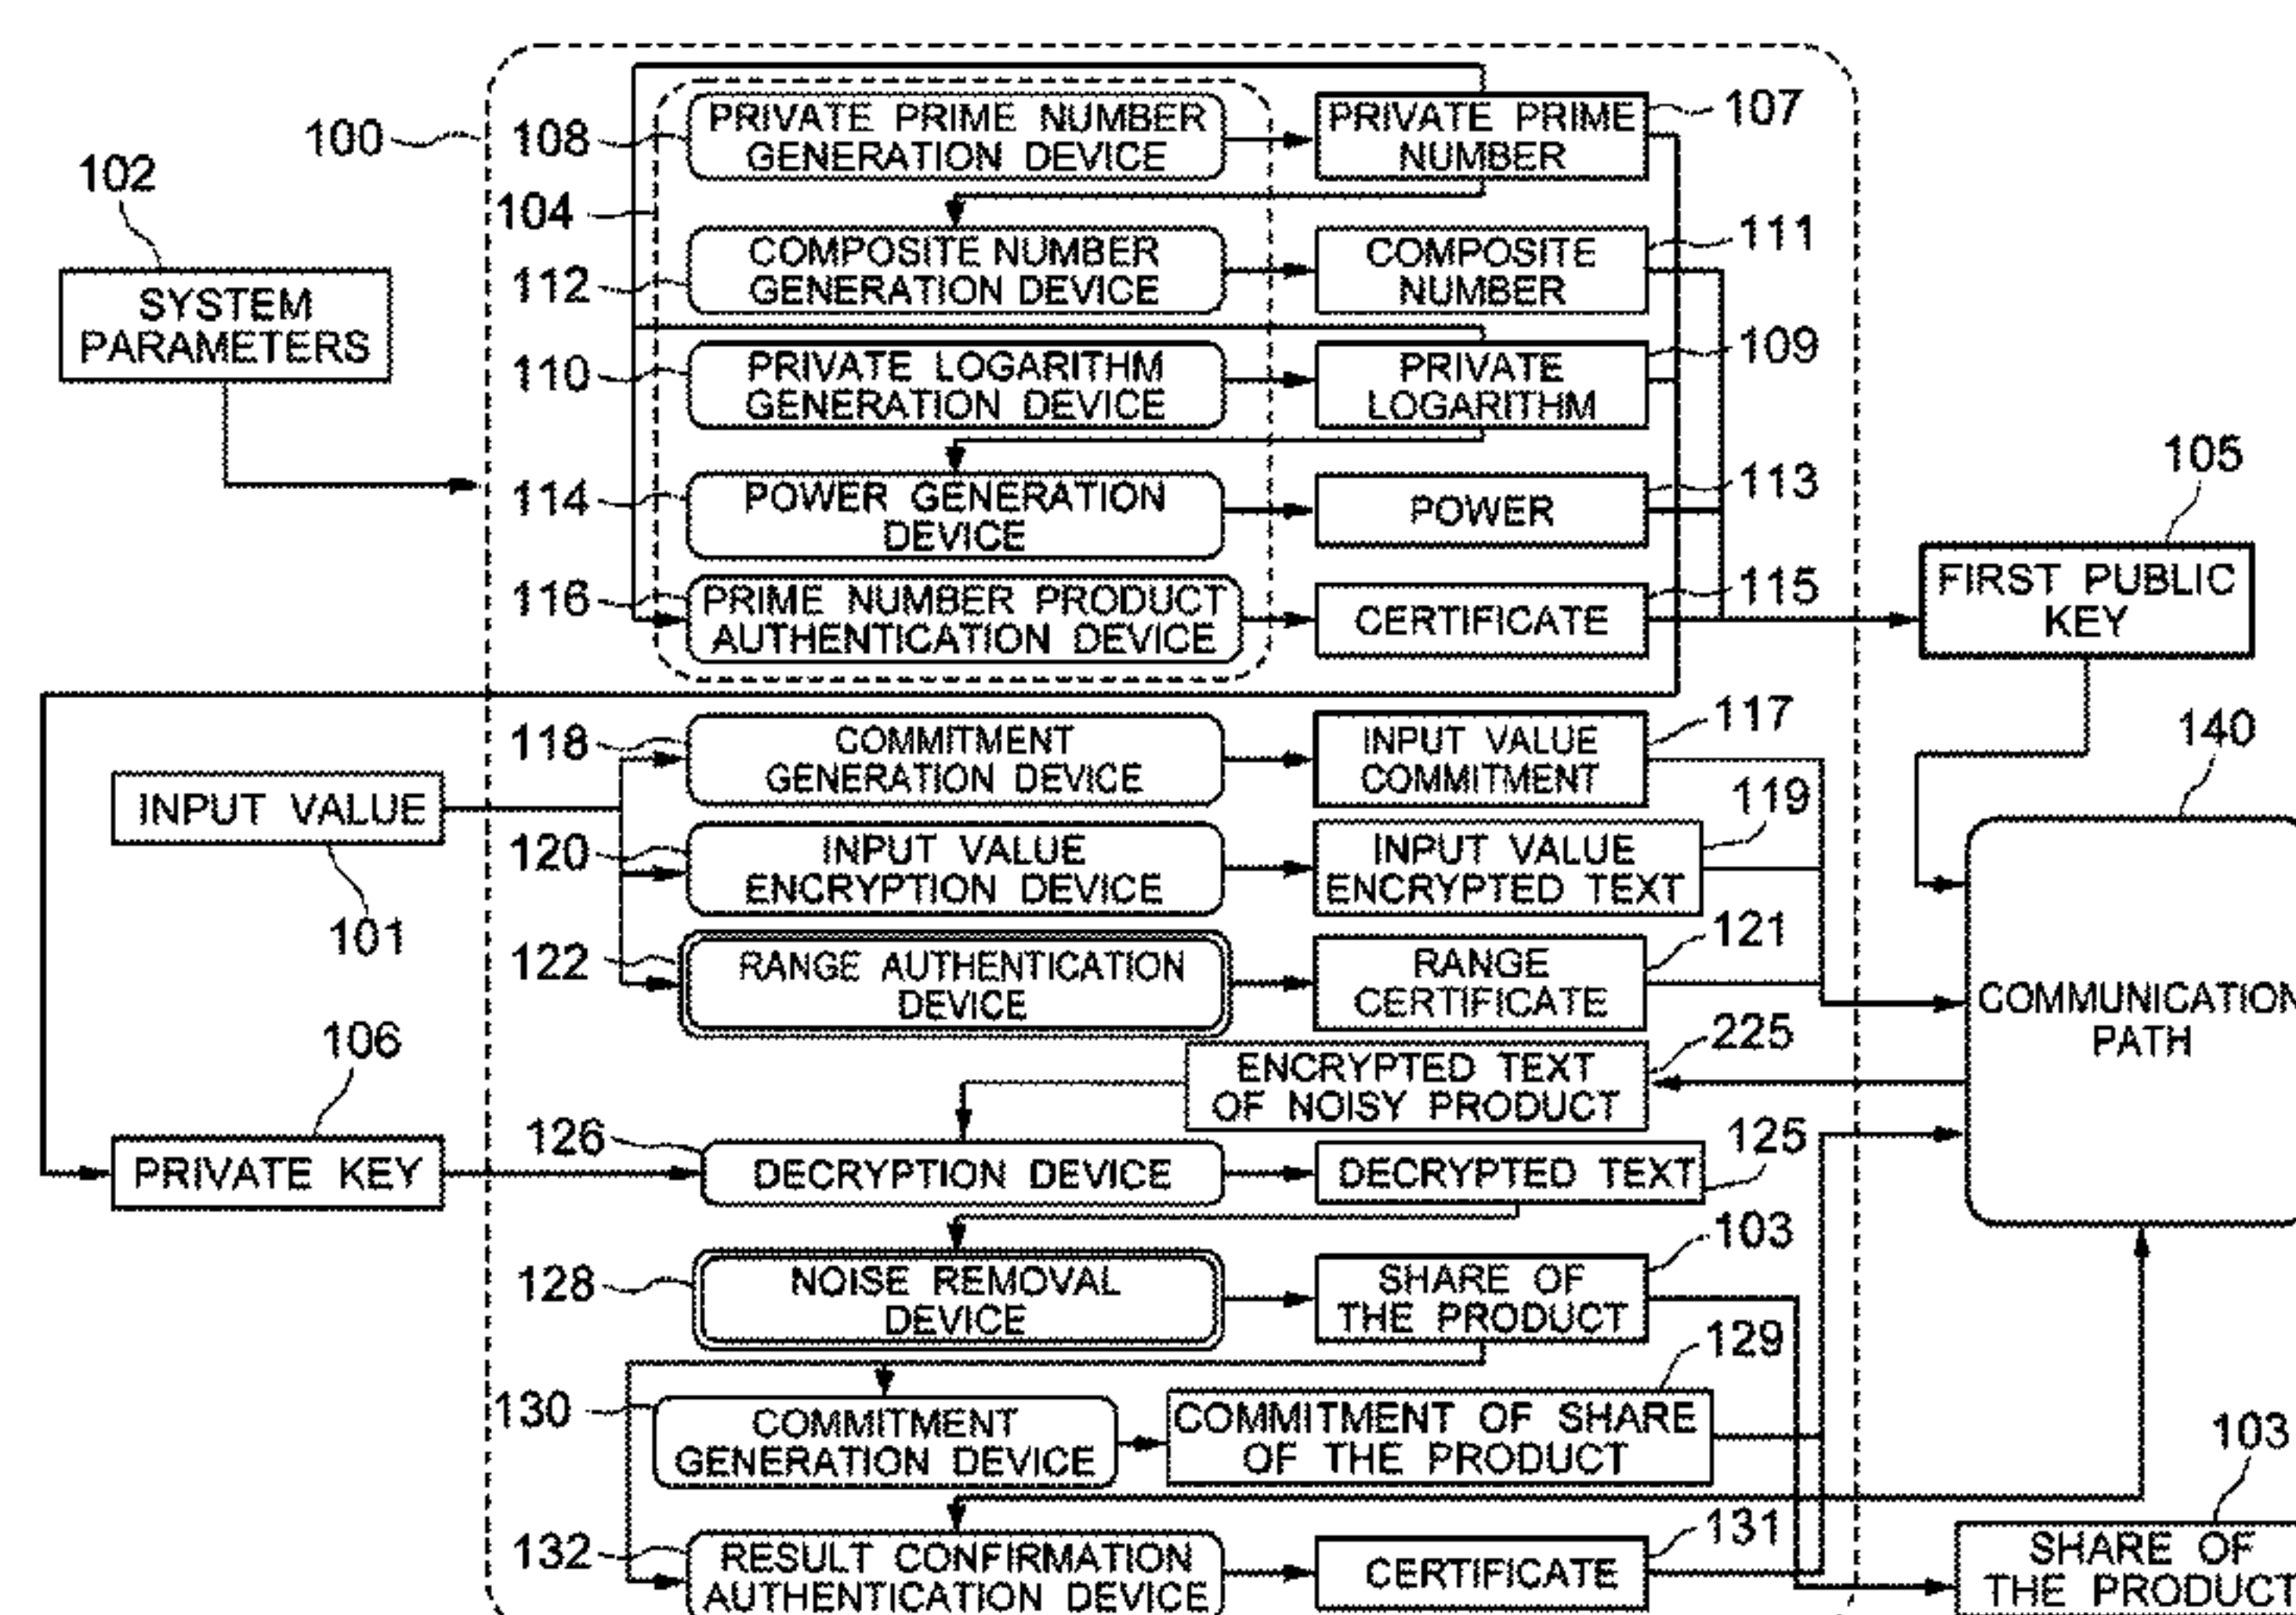 100
108
PRIVATE PRIME NUMBER
GENERATION DEVICE
PRIVATE PRIME
NUMBER
107
102
104
SYSTEM
PARAMETERS
112
COMPOSITE NUMBER
GENERATION DEVICE
COMPOSITE
NUMBER
111
110
PRIVATE LOGARITHM
GENERATION DEVICE
PRIVATE
LOGARITHM
109
114
POWER GENERATION
DEVICE
POWER
113
105
116
PRIME NUMBER PRODUCT
AUTHENTICATION DEVICE
CERTIFICATE
115
FIRST PUBLIC
KEY
118
COMMITMENT
GENERATION DEVICE
INPUT VALUE
COMMITMENT
117
140
INPUT VALUE
101
120
INPUT VALUE
ENCRYPTION DEVICE
INPUT VALUE
ENCRYPTED TEXT
119
122
RANGE AUTHENTICATION
DEVICE
RANGE
CERTIFICATE
121
COMMUNICATION
PATH
106
ENCRYPTED TEXT
OF NOISY PRODUCT
225
PRIVATE KEY
126
DECRYPTION DEVICE
DECRYPTED TEXT
125
128
NOISE REMOVAL
DEVICE
SHARE OF
THE PRODUCT
103
130
COMMITMENT
GENERATION DEVICE
COMMITMENT OF SHARE
OF THE PRODUCT
129
132
RESULT CONFIRMATION
AUTHENTICATION DEVICE
CERTIFICATE
131
103
SHARE OF
THE PRODUCT